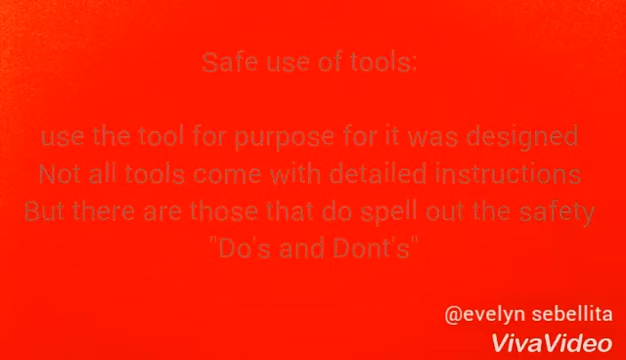 Safe use of tools:
use the tool for purpose for it was designed
Not all tools come with detailed instructions
But there are those that do spell out the safety
"Do's and Dont's"
@evelyn sebellita
VivaVideo